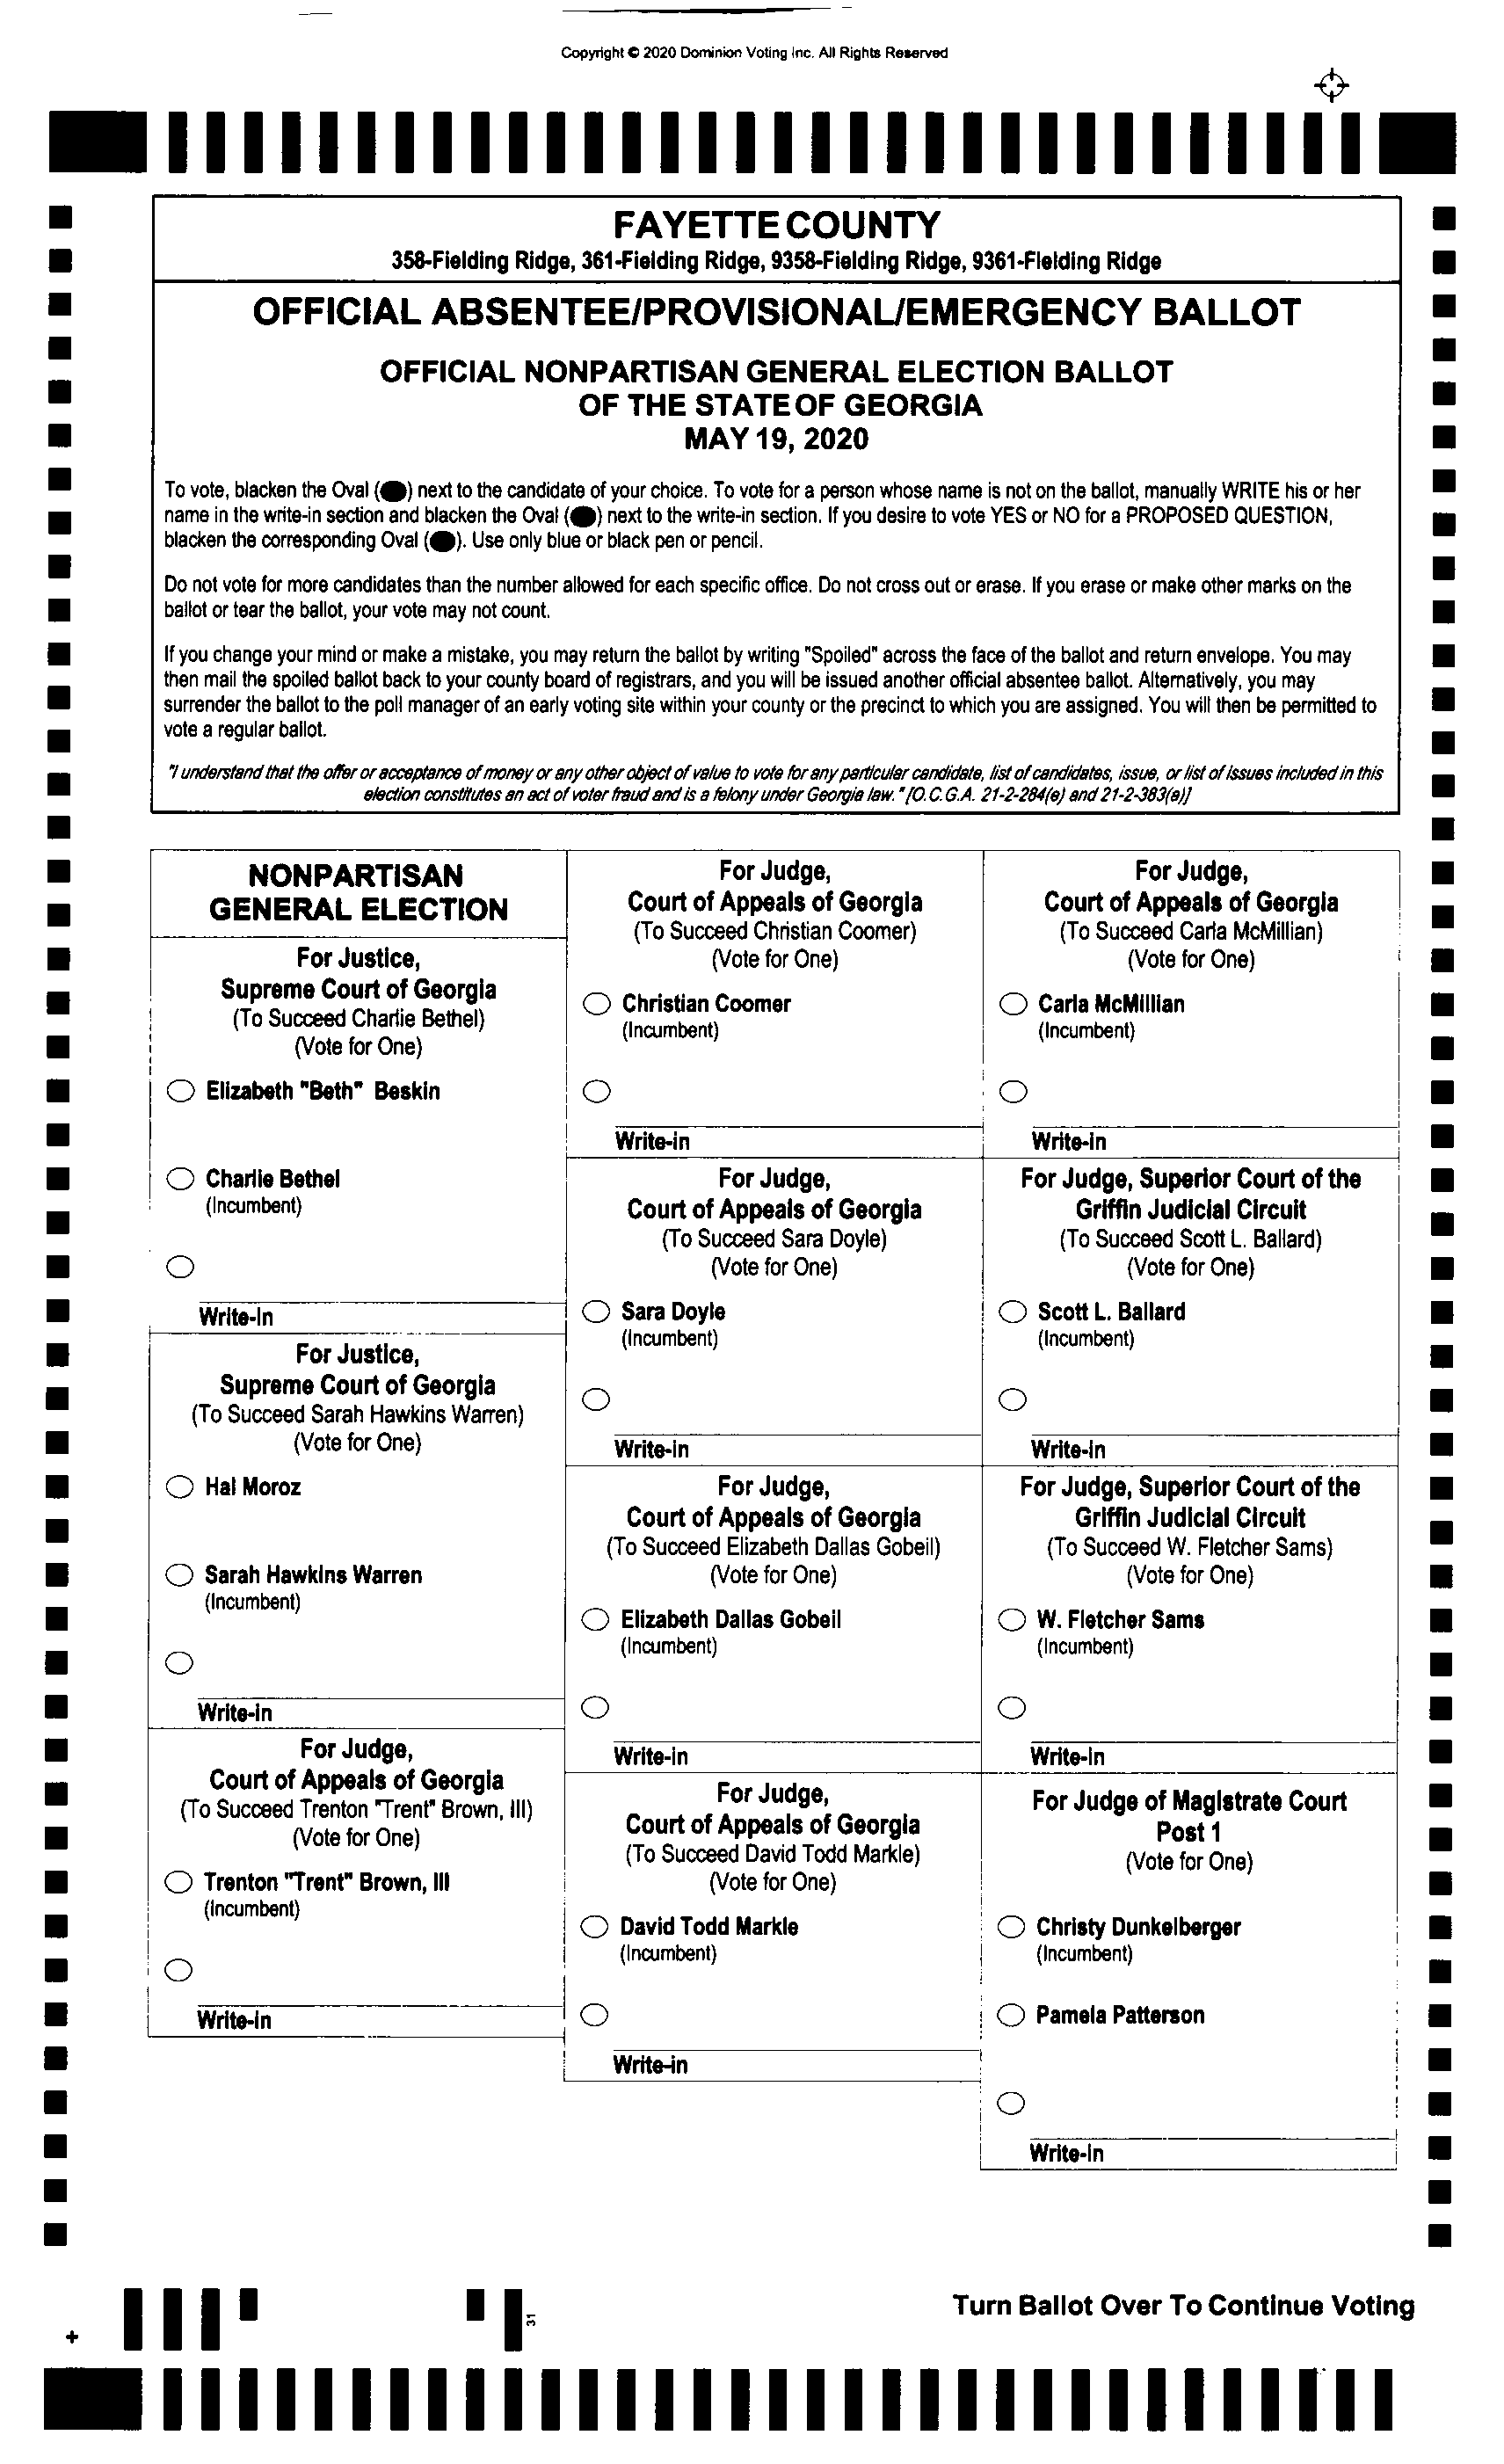 Copyright © 2020 Dominion Voting Inc. All Rights Reserved
FAYETTE COUNTY
358-Fielding Ridge, 361-Fielding Ridge, 9358-Fielding Ridge, 9361-Fielding Ridge
OFFICIAL ABSENTEE/PROVISIONAL/EMERGENCY BALLOT
OFFICIAL NONPARTISAN GENERAL ELECTION BALLOT
OF THE STATE OF GEORGIA
MAY 19, 2020
To vote, blacken the Oval (⬬) next to the candidate of your choice. To vote for a person whose name is not on the ballot, manually WRITE his or her
name in the write-in section and blacken the Oval (⬬) next to the write-in section. If you desire to vote YES or NO for a PROPOSED QUESTION,
blacken the corresponding Oval (⬬). Use only blue or black pen or pencil.
Do not vote for more candidates than the number allowed for each specific office. Do not cross out or erase. If you erase or make other marks on the
ballot or tear the ballot, your vote may not count.
If you change your mind or make a mistake, you may return the ballot by writing "Spoiled" across the face of the ballot and return envelope. You may
then mail the spoiled ballot back to your county board of registrars, and you will be issued another official absentee ballot. Alternatively, you may
surrender the ballot to the poll manager of an early voting site within your county or the precinct to which you are assigned. You will then be permitted to
vote a regular ballot.
"I understand that the offer or acceptance of money or any other object of value to vote for any particular candidate, list of candidates, issue, or list of issues included in this
election constitutes an act of voter fraud and is a felony under Georgia law." [O.C.G.A. 21-2-284(e) and 21-2-383(a)]
NONPARTISAN
GENERAL ELECTION
For Justice,
Supreme Court of Georgia
(To Succeed Charlie Bethel)
(Vote for One)
Elizabeth "Beth" Beskin
Charlie Bethel
(Incumbent)
Write-in
For Justice,
Supreme Court of Georgia
(To Succeed Sarah Hawkins Warren)
(Vote for One)
Hal Moroz
Sarah Hawkins Warren
(Incumbent)
Write-in
For Judge,
Court of Appeals of Georgia
(To Succeed Trenton "Trent" Brown, III)
(Vote for One)
Trenton "Trent" Brown, III
(Incumbent)
Write-in
For Judge,
Court of Appeals of Georgia
(To Succeed Christian Coomer)
(Vote for One)
Christian Coomer
(Incumbent)
Write-in
For Judge,
Court of Appeals of Georgia
(To Succeed Sara Doyle)
(Vote for One)
Sara Doyle
(Incumbent)
Write-in
For Judge,
Court of Appeals of Georgia
(To Succeed Elizabeth Dallas Gobeil)
(Vote for One)
Elizabeth Dallas Gobeil
(Incumbent)
Write-in
For Judge,
Court of Appeals of Georgia
(To Succeed David Todd Markle)
(Vote for One)
David Todd Markle
(Incumbent)
Write-in
For Judge,
Court of Appeals of Georgia
(To Succeed Carla McMillian)
(Vote for One)
Carla McMillian
(Incumbent)
Write-in
For Judge, Superior Court of the
Griffin Judicial Circuit
(To Succeed Scott L. Ballard)
(Vote for One)
Scott L. Ballard
(Incumbent)
Write-in
For Judge, Superior Court of the
Griffin Judicial Circuit
(To Succeed W. Fletcher Sams)
(Vote for One)
W. Fletcher Sams
(Incumbent)
Write-in
For Judge of Magistrate Court
Post 1
(Vote for One)
Christy Dunkelberger
(Incumbent)
Pamela Patterson
Write-in
31
Turn Ballot Over To Continue Voting